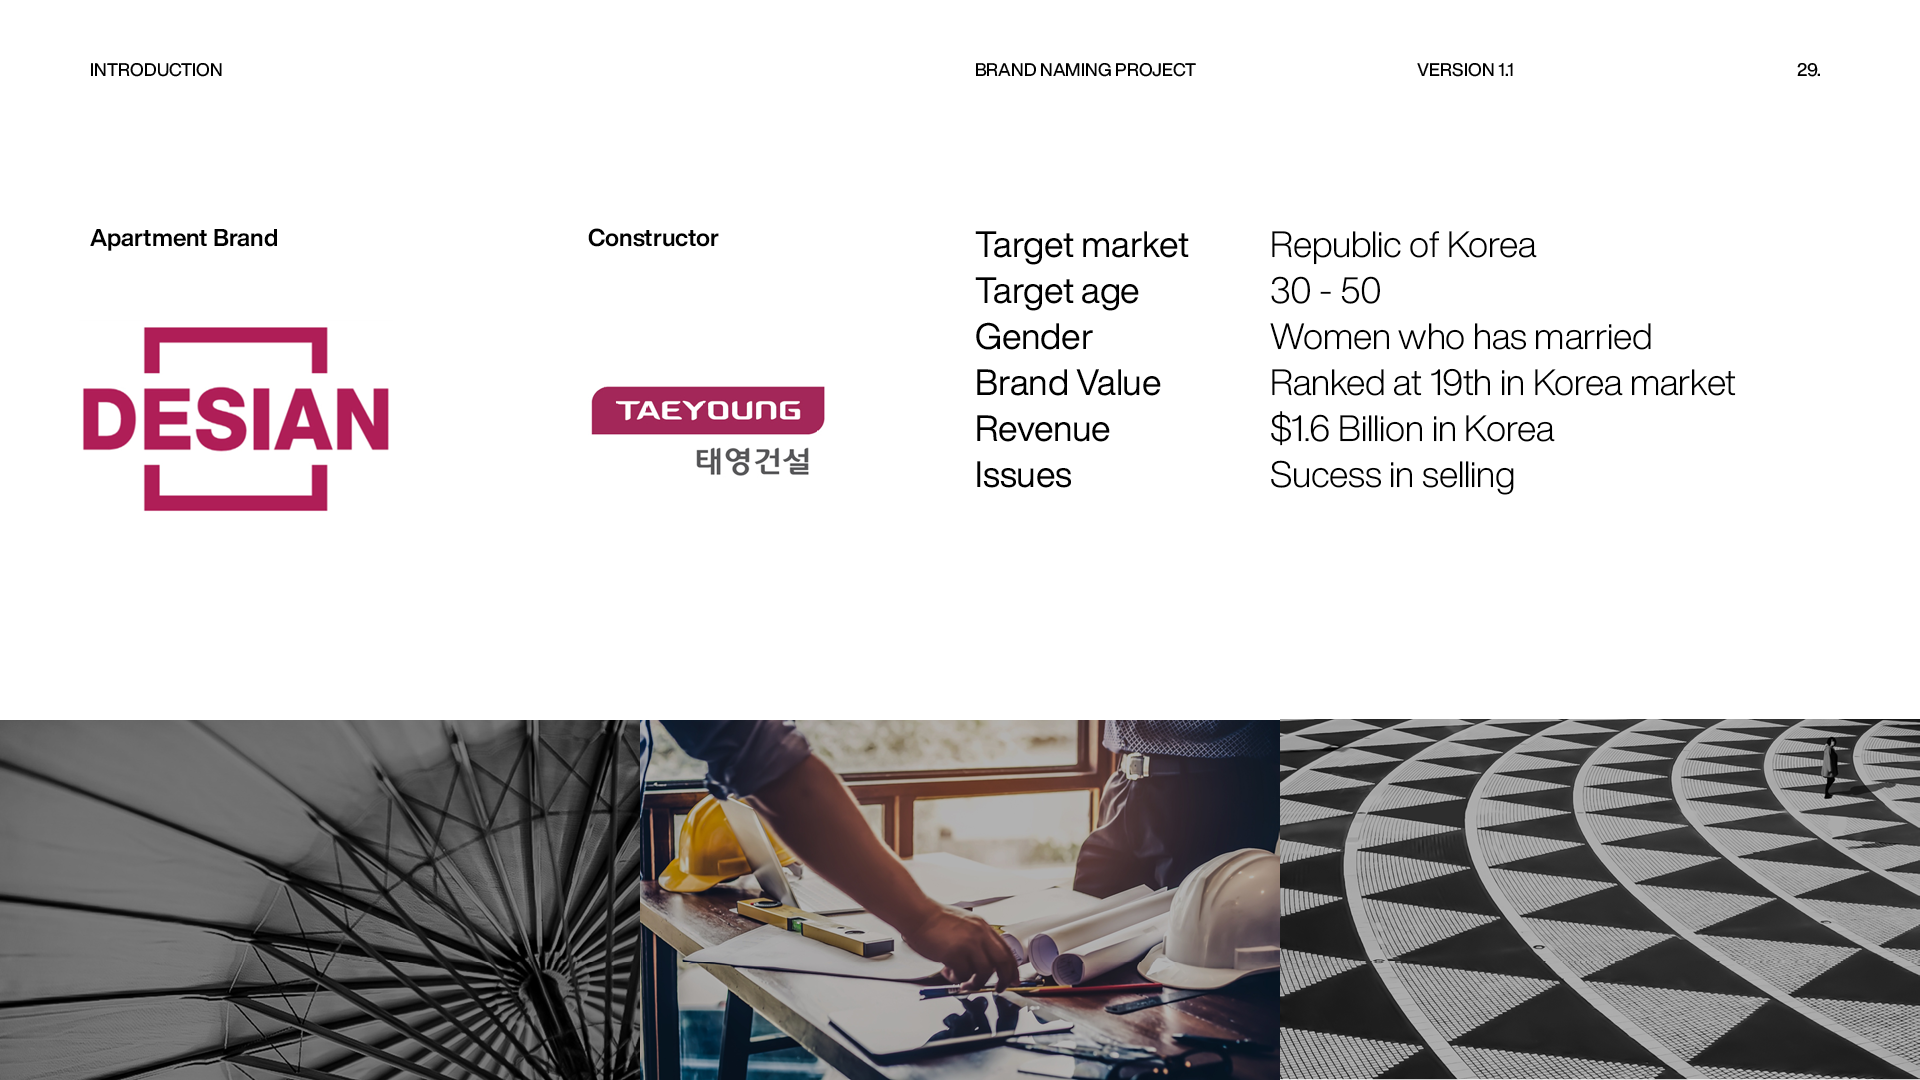 INTRODUCTION
BRAND NAMING PROJECT
VERSION 1.1
29.
Apartment Brand
DESIAN
Constructor
TAEYOUNG
태영건설
Target market Republic of Korea
Target age 30 - 50
Gender Women who has married
Brand Value Ranked at 19th in Korea market
Revenue $1.6 Billion in Korea
Issues Sucess in selling